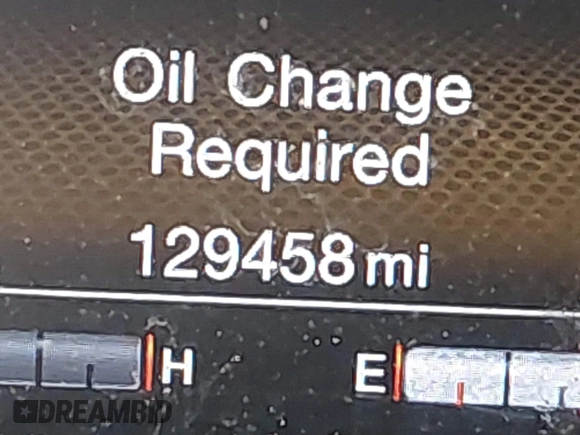 Oil Change
Required
129458 mi
H E
DREAMBID